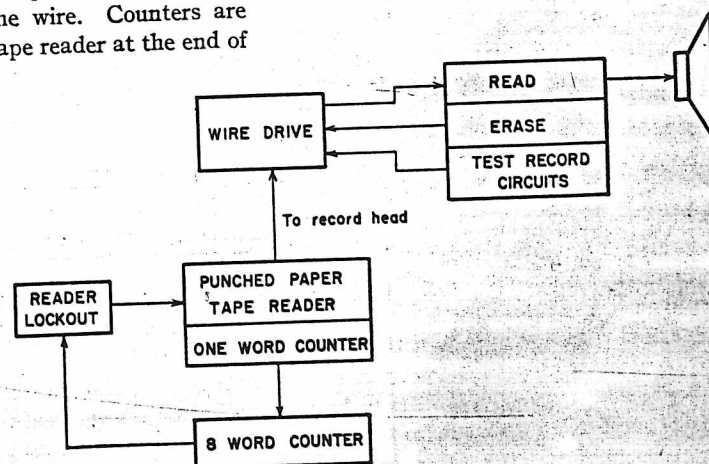 ne wire. Counters are
ape reader at the end of
READ
WIRE DRIVE
ERASE
TEST RECORD
CIRCUITS
To record head
PUNCHED PAPER
TAPE READER
READER
LOCKOUT
ONE WORD COUNTER
8 WORD COUNTER